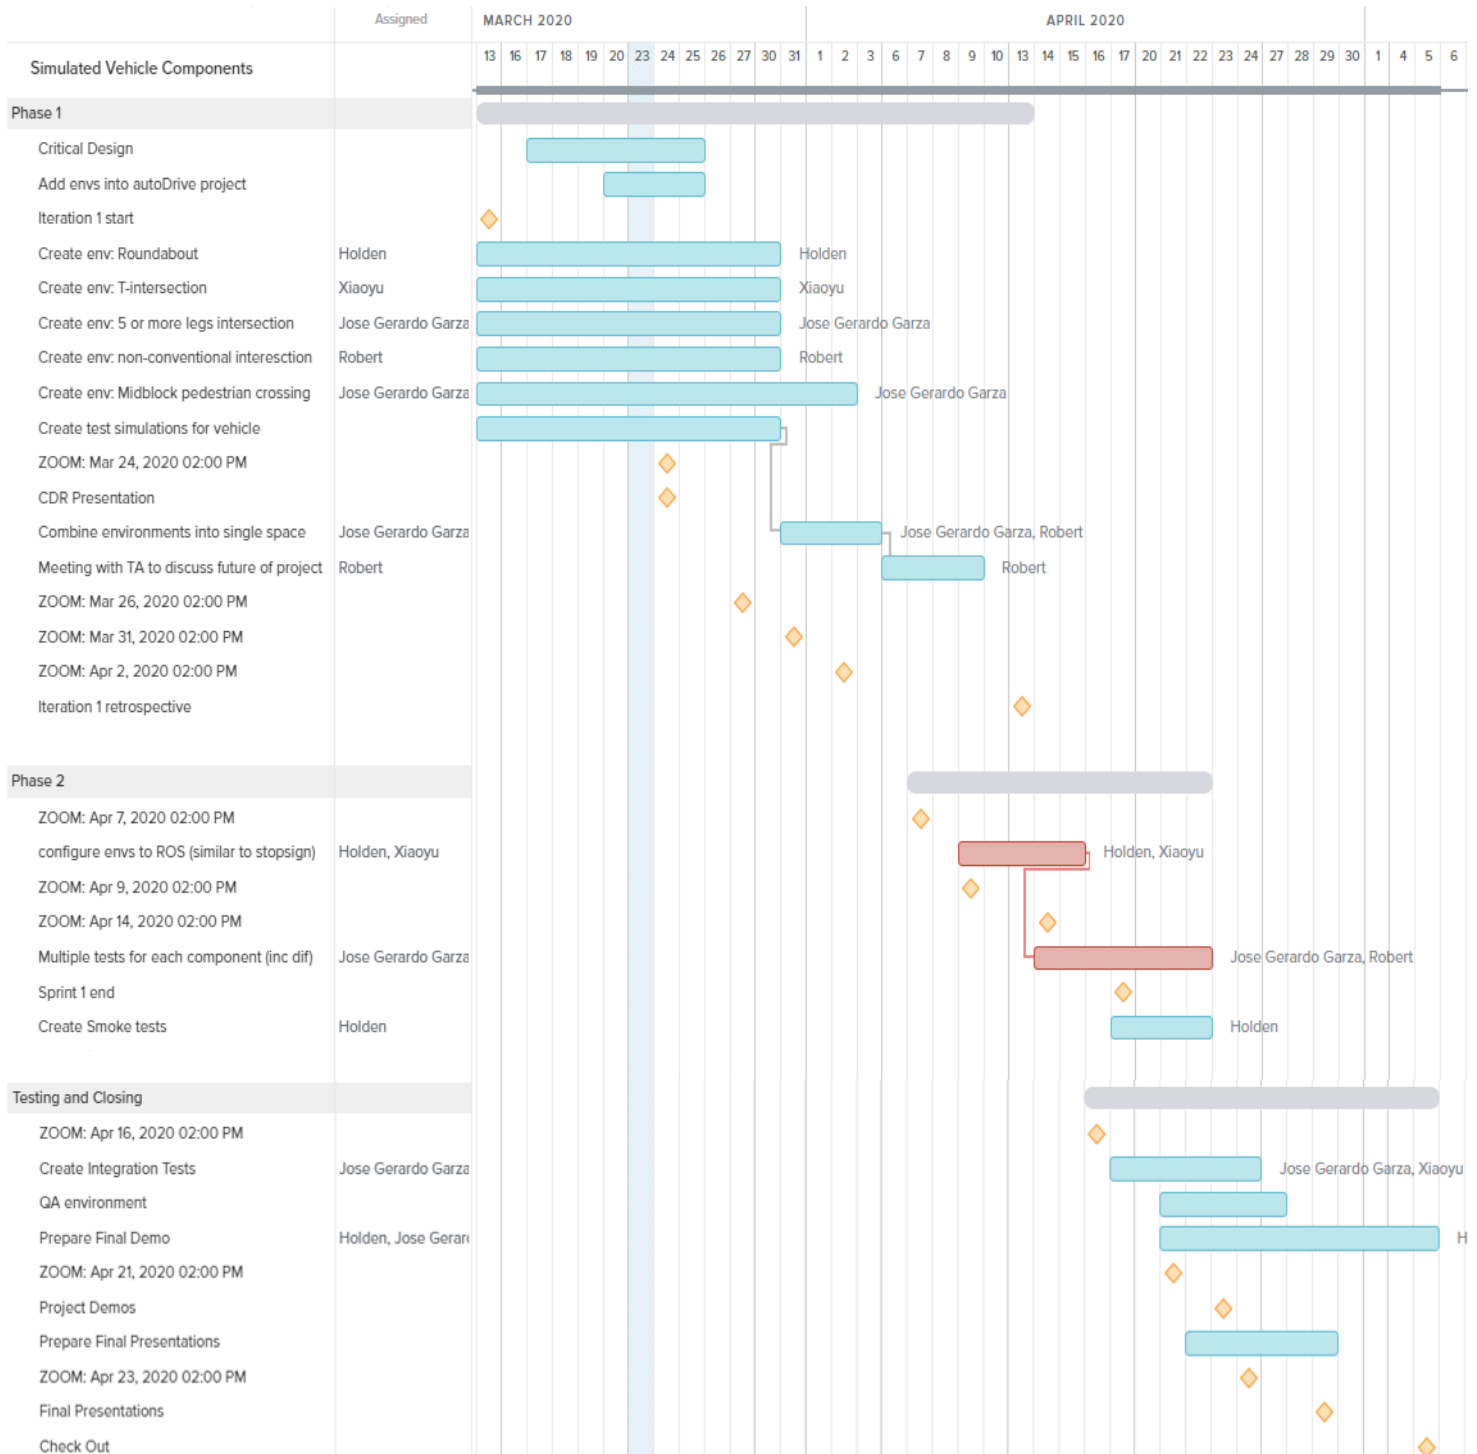 Assigned MARCH 2020 APRIL 2020
Simulated Vehicle Components 13 16 17 18 19 20 23 24 25 26 27 30 31 1 2 3 6 7 8 9 10 13 14 15 16 17 20 21 22 23 24 27 28 29 30 1 4 5 6
Phase 1
Critical Design
Add envs into autoDrive project
Iteration 1 start
Create env: Roundabout Holden Holden
Create env: T-intersection Xiaoyu Xiaoyu
Create env: 5 or more legs intersection Jose Gerardo Garza Jose Gerardo Garza
Create env: non-conventional interesction Robert Robert
Create env: Midblock pedestrian crossing Jose Gerardo Garza Jose Gerardo Garza
Create test simulations for vehicle
ZOOM: Mar 24, 2020 02:00 PM
CDR Presentation
Combine environments into single space Jose Gerardo Garza Jose Gerardo Garza, Robert
Meeting with TA to discuss future of project Robert Robert
ZOOM: Mar 26, 2020 02:00 PM
ZOOM: Mar 31, 2020 02:00 PM
ZOOM: Apr 2, 2020 02:00 PM
Iteration 1 retrospective
Phase 2
ZOOM: Apr 7, 2020 02:00 PM
configure envs to ROS (similar to stopsign) Holden, Xiaoyu Holden, Xiaoyu
ZOOM: Apr 9, 2020 02:00 PM
ZOOM: Apr 14, 2020 02:00 PM
Multiple tests for each component (inc dif) Jose Gerardo Garza Jose Gerardo Garza, Robert
Sprint 1 end
Create Smoke tests Holden Holden
Testing and Closing
ZOOM: Apr 16, 2020 02:00 PM
Create Integration Tests Jose Gerardo Garza Jose Gerardo Garza, Xiaoyu
QA environment
Prepare Final Demo Holden, Jose Gerar H
ZOOM: Apr 21, 2020 02:00 PM
Project Demos
Prepare Final Presentations
ZOOM: Apr 23, 2020 02:00 PM
Final Presentations
Check Out